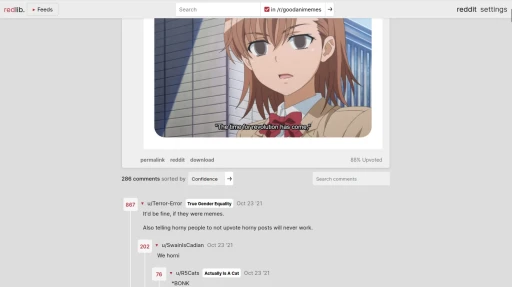 redlib.
+ Feeds
Search
in /r/goodanimemes
→
reddit settings
"The time for revolution has come."
permalink reddit download
86% Upvoted
286 comments sorted by Confidence → Search comments
867 ▾ u/Terror-Error True Gender Equality Oct 23 '21
It'd be fine, if they were memes.
Also telling horny people to not upvote horny posts will never work.
202 ▾ u/SwainIsCadian Oct 23 '21
We horni
76 ▾ u/R5Cats Actually Is A Cat Oct 23 '21
*BONK